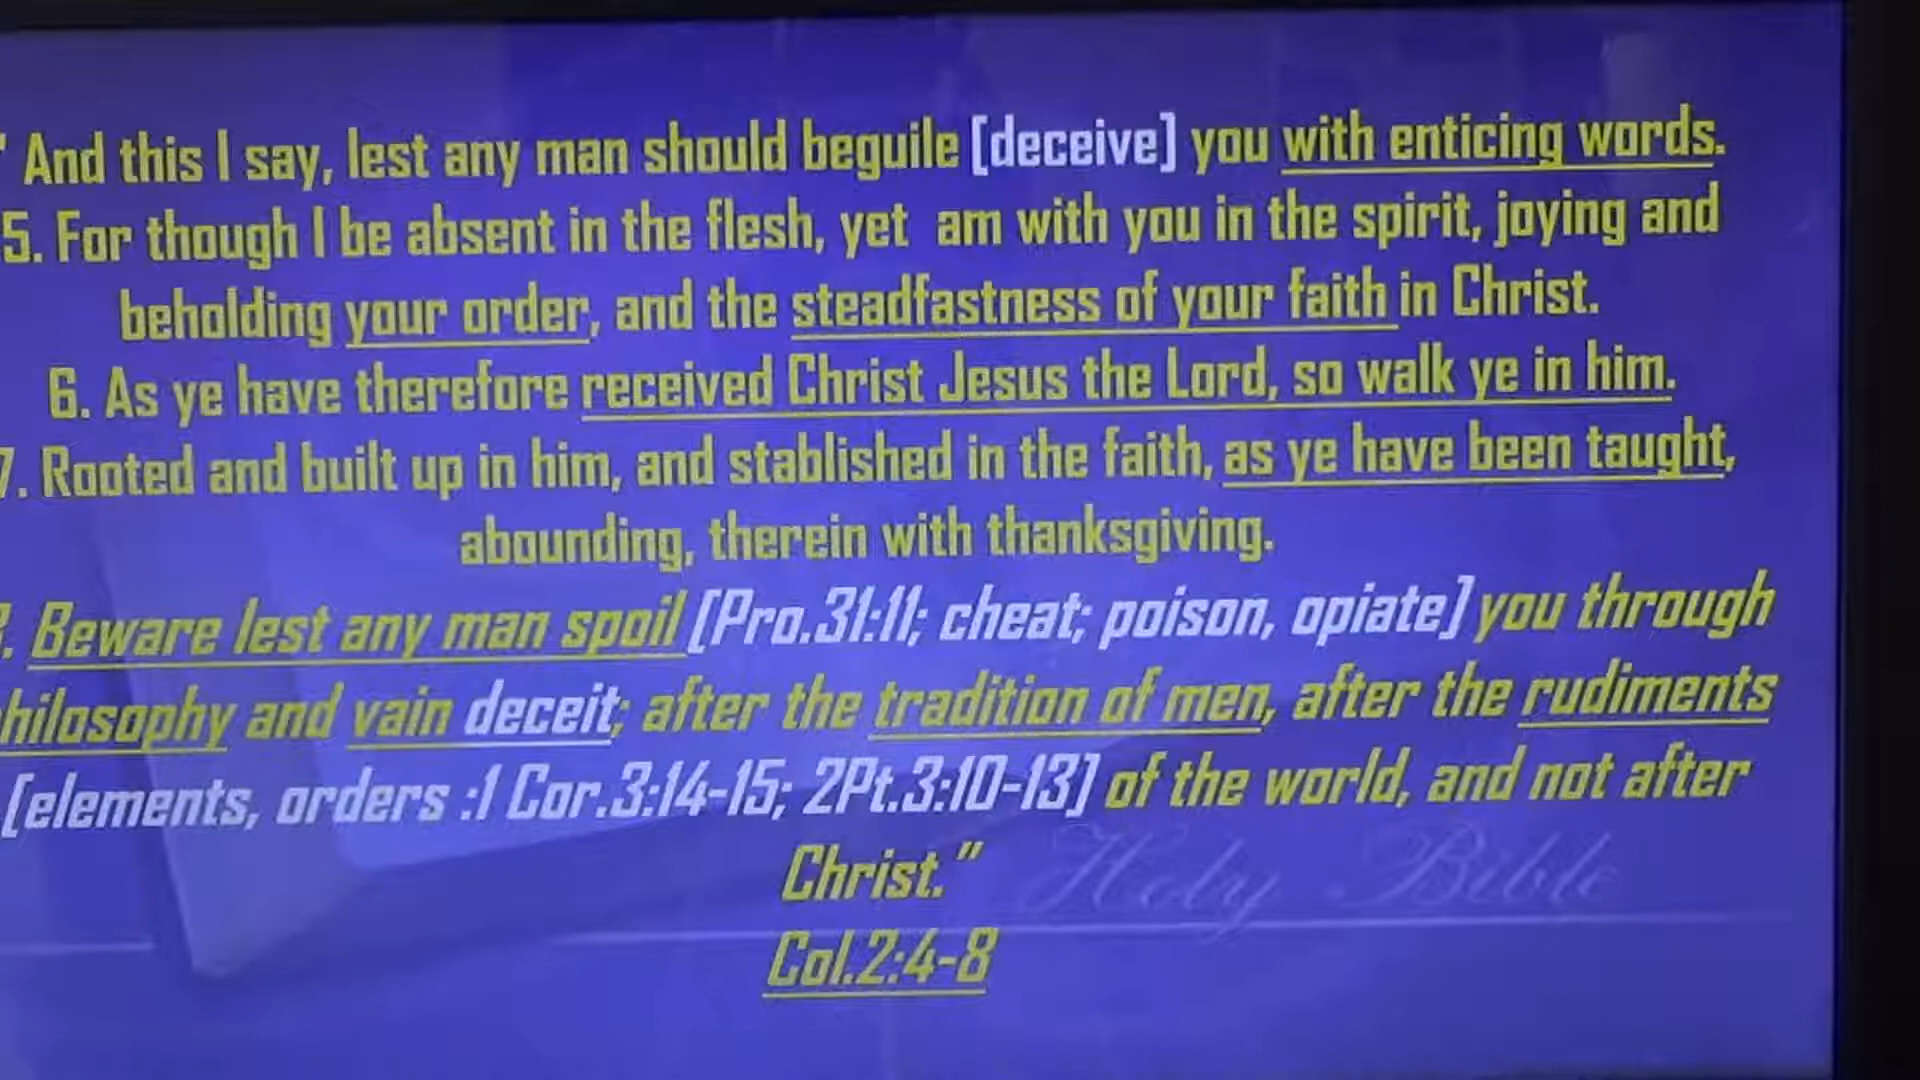 " And this I say, lest any man should beguile [deceive] you with enticing words.
5. For though I be absent in the flesh, yet am with you in the spirit, joying and
beholding your order, and the steadfastness of your faith in Christ.
6. As ye have therefore received Christ Jesus the Lord, so walk ye in him.
7. Rooted and built up in him, and stablished in the faith, as ye have been taught,
abounding, therein with thanksgiving.
. Beware lest any man spoil [Pro.31:11; cheat; poison, opiate] you through
hilosophy and vain deceit; after the tradition of men, after the rudiments
[elements, orders :1 Cor.3:14-15; 2Pt.3:10-13] of the world, and not after
Christ."
Holy Bible
Col.2:4-8